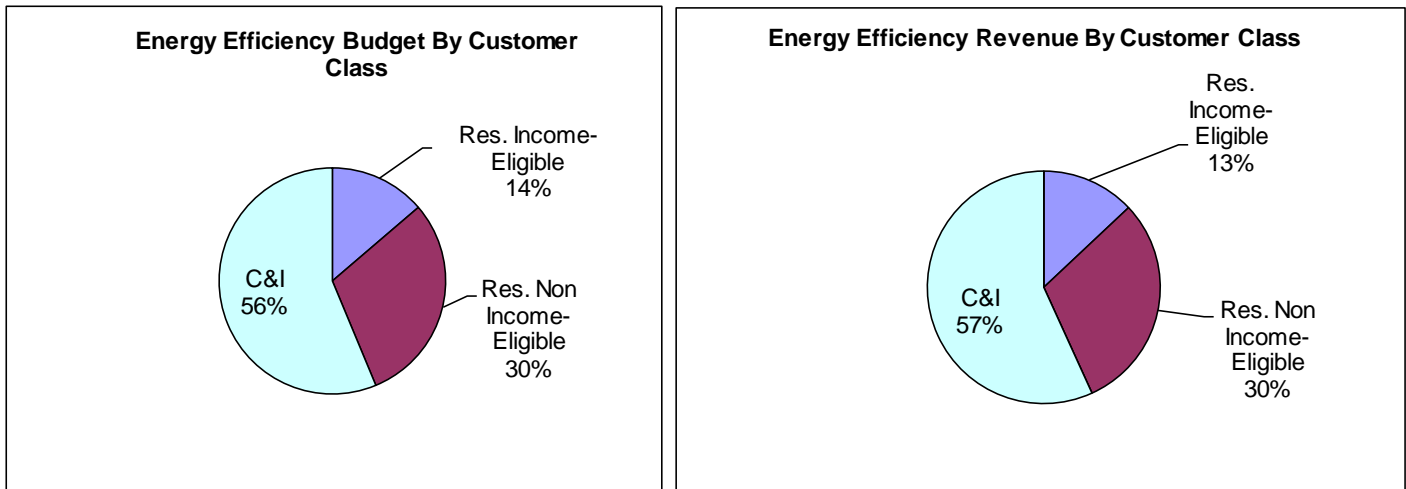 Energy Efficiency Budget By Customer
Class
Res. Income-
Eligible
14%
C&I
56%
Res. Non
Income-
Eligible
30%
Energy Efficiency Revenue By Customer Class
Res.
Income-
Eligible
13%
C&I
57%
Res. Non
Income-
Eligible
30%